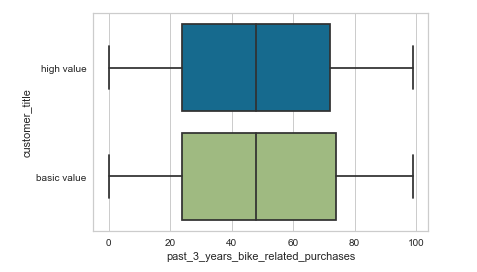 high value
customer_title
basic value
0 20 40 60 80 100
past_3_years_bike_related_purchases